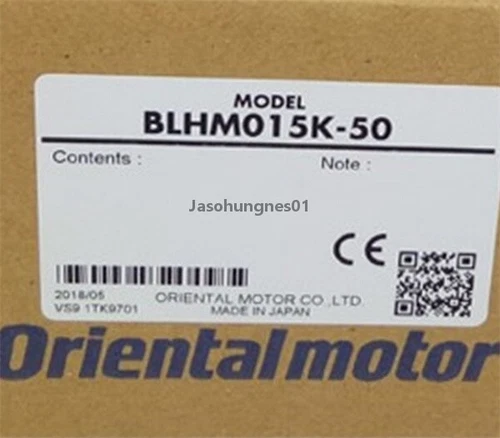 MODEL
BLHM015K-50
Contents :
Note :
Jasohungnes01
CE
2018/05
VS9 1TK9701
ORIENTAL MOTOR CO.,LTD.
MADE IN JAPAN
Orientalmotor